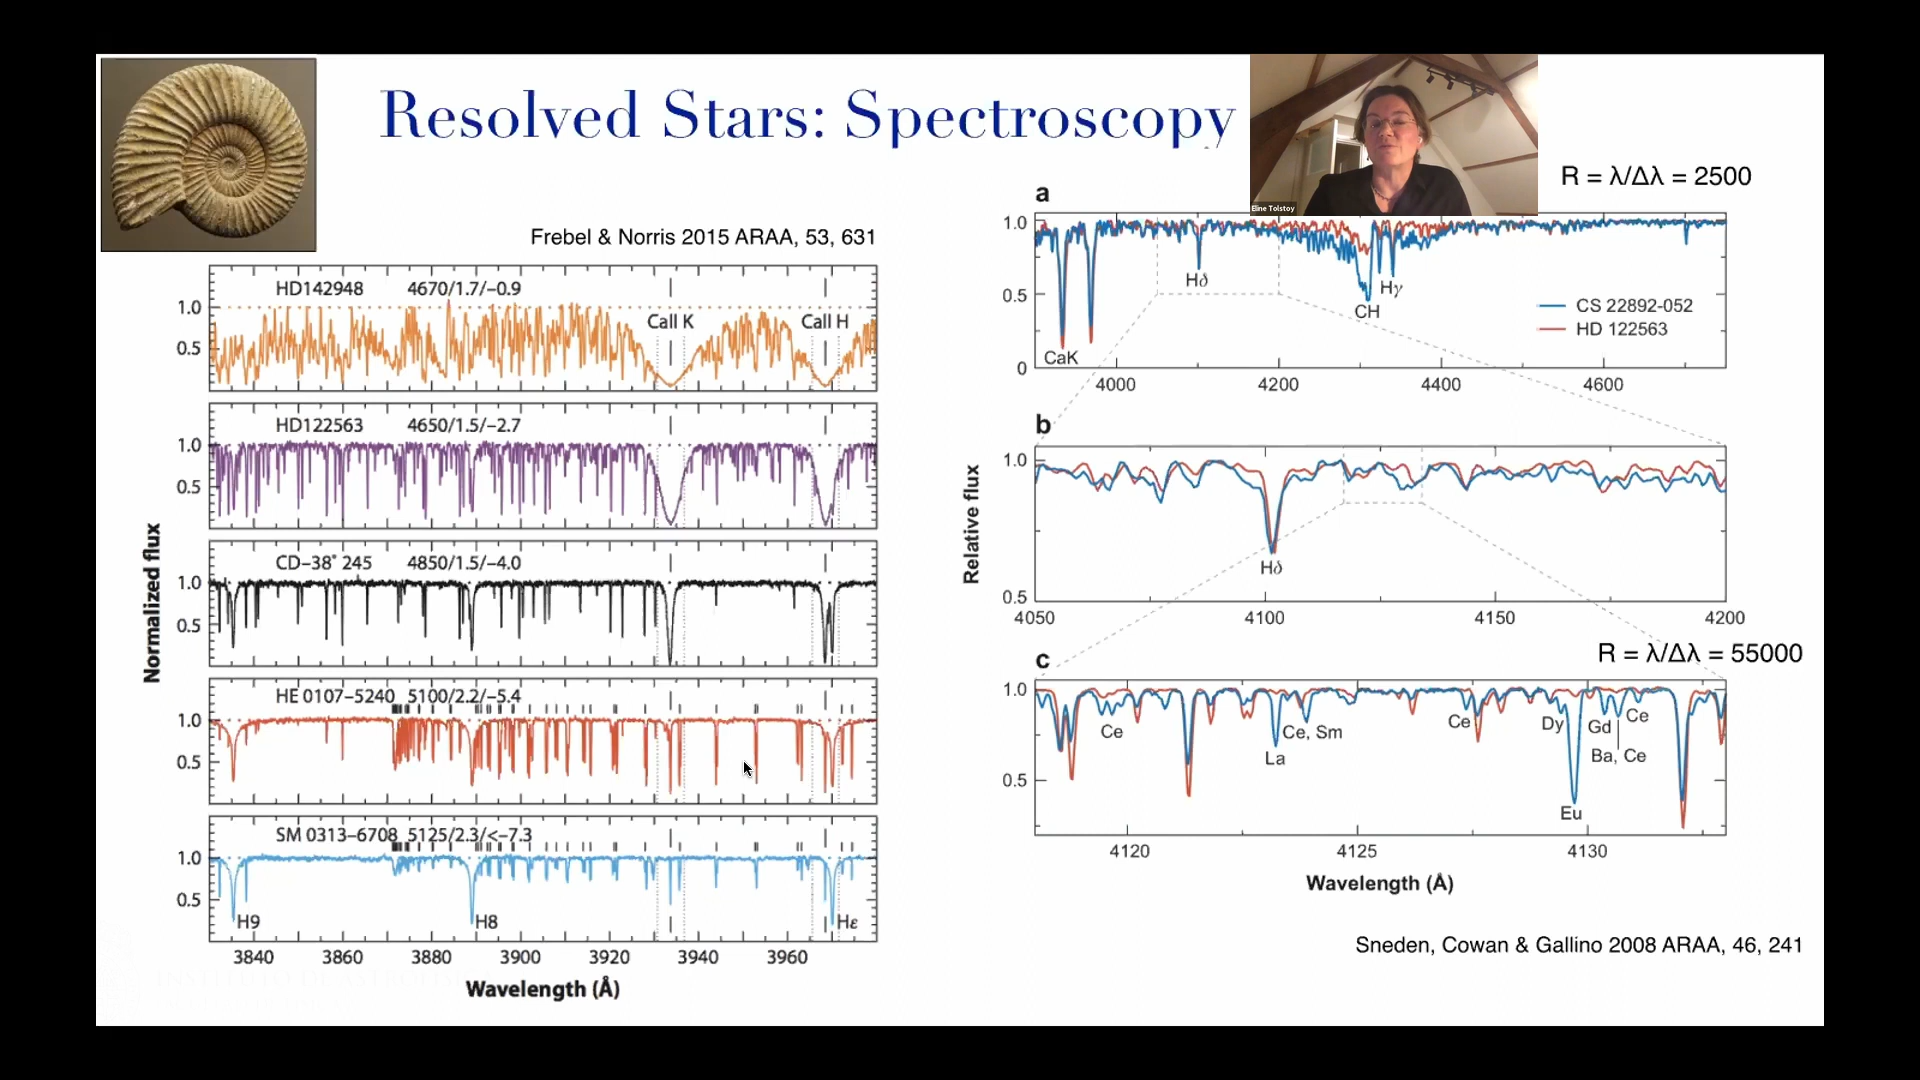 Resolved Stars: Spectroscopy
Eline Tolstoy
R = λ/Δλ = 2500
Frebel & Norris 2015 ARAA, 53, 631
HD142948 4670/1.7/–0.9
CaII K CaII H
1.0
0.5
HD122563 4650/1.5/–2.7
1.0
0.5
CD–38° 245 4850/1.5/–4.0
1.0
0.5
HE 0107–5240 5100/2.2/–5.4
1.0
0.5
SM 0313–6708 5125/2.3/<–7.3
1.0
0.5
H9 H8 Hε
3840 3860 3880 3900 3920 3940 3960
Wavelength (Å)
Normalized flux
a
1.0
0.5
0
CaK
Hδ
CH
Hγ
CS 22892-052
HD 122563
4000 4200 4400 4600
b
1.0
0.5
Hδ
4050 4100 4150 4200
Relative flux
R = λ/Δλ = 55000
c
1.0
0.5
Ce
La
Ce, Sm
Ce
Dy
Eu
Gd
Ba, Ce
Ce
4120 4125 4130
Wavelength (Å)
Sneden, Cowan & Gallino 2008 ARAA, 46, 241